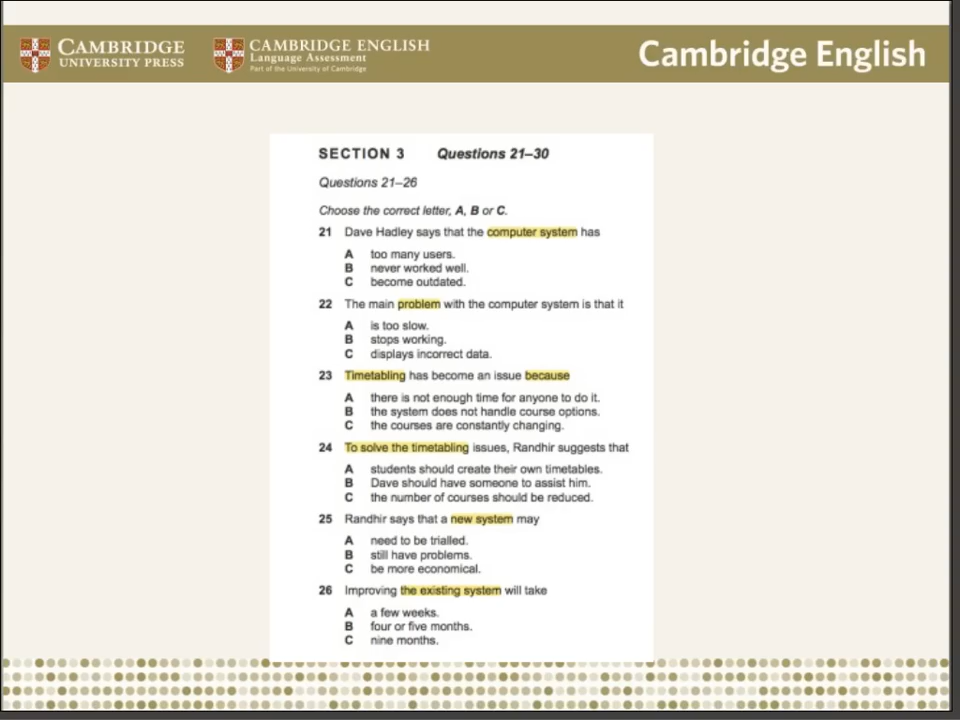 CAMBRIDGE
UNIVERSITY PRESS
CAMBRIDGE ENGLISH
Language Assessment
Part of the University of Cambridge
Cambridge English
SECTION 3 Questions 21–30
Questions 21–26
Choose the correct letter, A, B or C.
21 Dave Hadley says that the computer system has
A too many users.
B never worked well.
C become outdated.
22 The main problem with the computer system is that it
A is too slow.
B stops working.
C displays incorrect data.
23 Timetabling has become an issue because
A there is not enough time for anyone to do it.
B the system does not handle course options.
C the courses are constantly changing.
24 To solve the timetabling issues, Randhir suggests that
A students should create their own timetables.
B Dave should have someone to assist him.
C the number of courses should be reduced.
25 Randhir says that a new system may
A need to be trialled.
B still have problems.
C be more economical.
26 Improving the existing system will take
A a few weeks.
B four or five months.
C nine months.